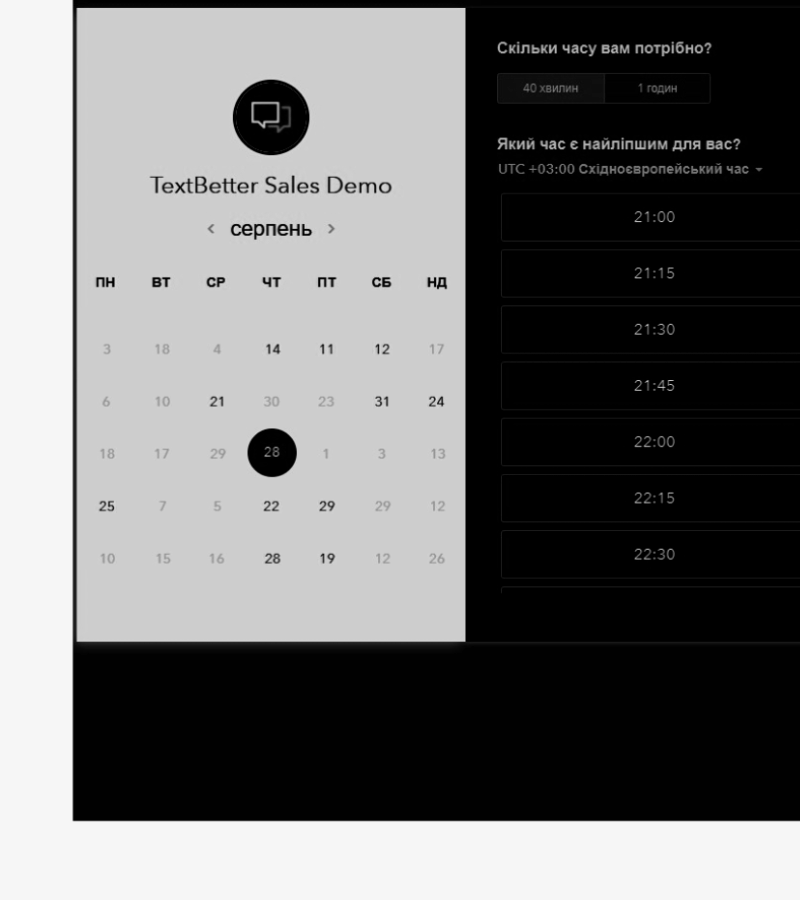 TextBetter Sales Demo
< серпень >
ПН ВТ СР ЧТ ПТ СБ НД
3 18 4 14 11 12 17
6 10 21 30 23 31 24
18 17 29 28 1 3 13
25 7 5 22 29 29 12
10 15 16 28 19 12 26
Скільки часу вам потрібно?
40 хвилин 1 годин
Який час є найліпшим для вас?
UTC +03:00 Східноєвропейський час
21:00
21:15
21:30
21:45
22:00
22:15
22:30